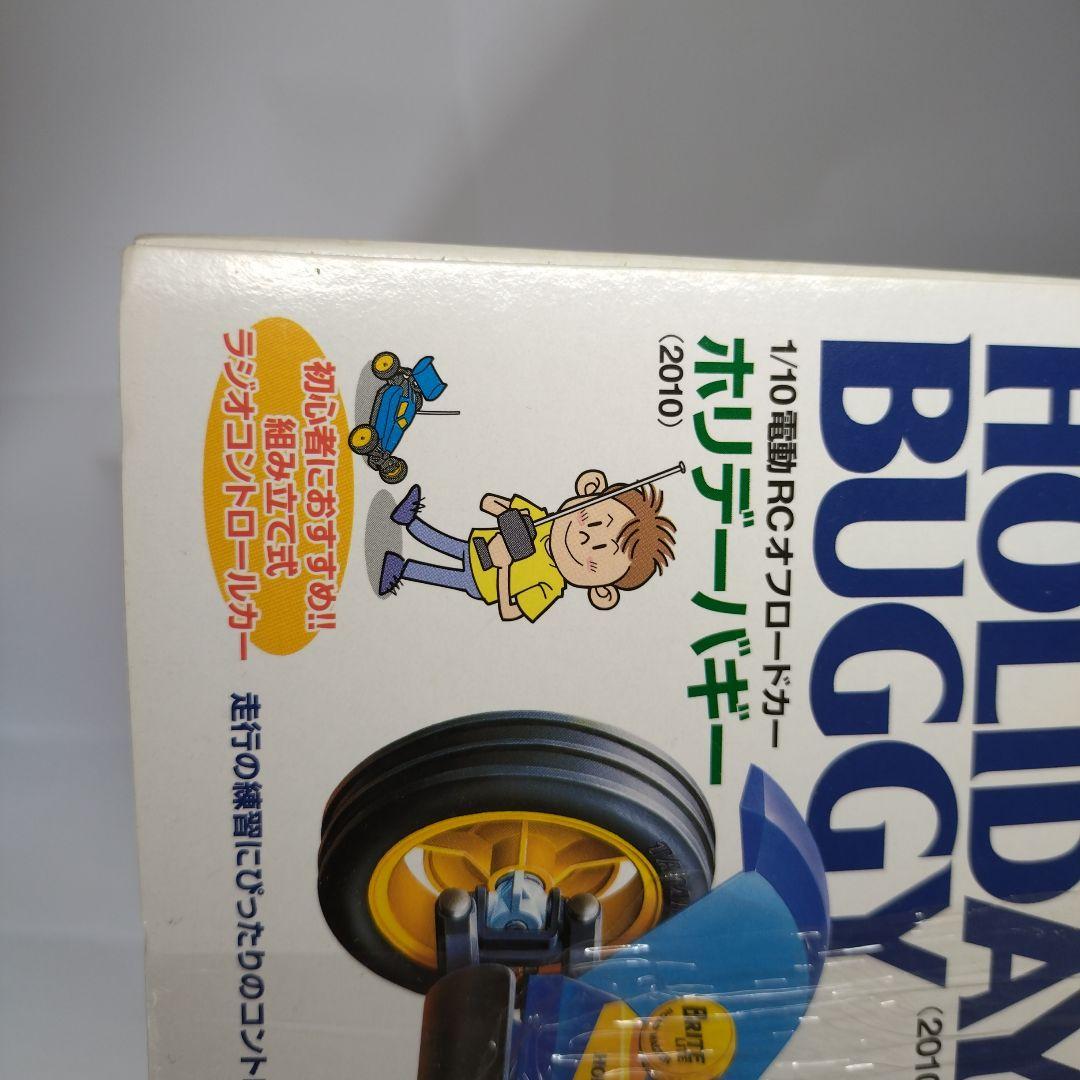 HOLIDAY
BUGGY (2010
1/10電動RCオフロードカー
ホリデーバギー
(2010)
初心者におすすめ!!
組み立て式
ラジオコントロールカー
走行の練習にぴったりのコント
BRITE
LITE
HO